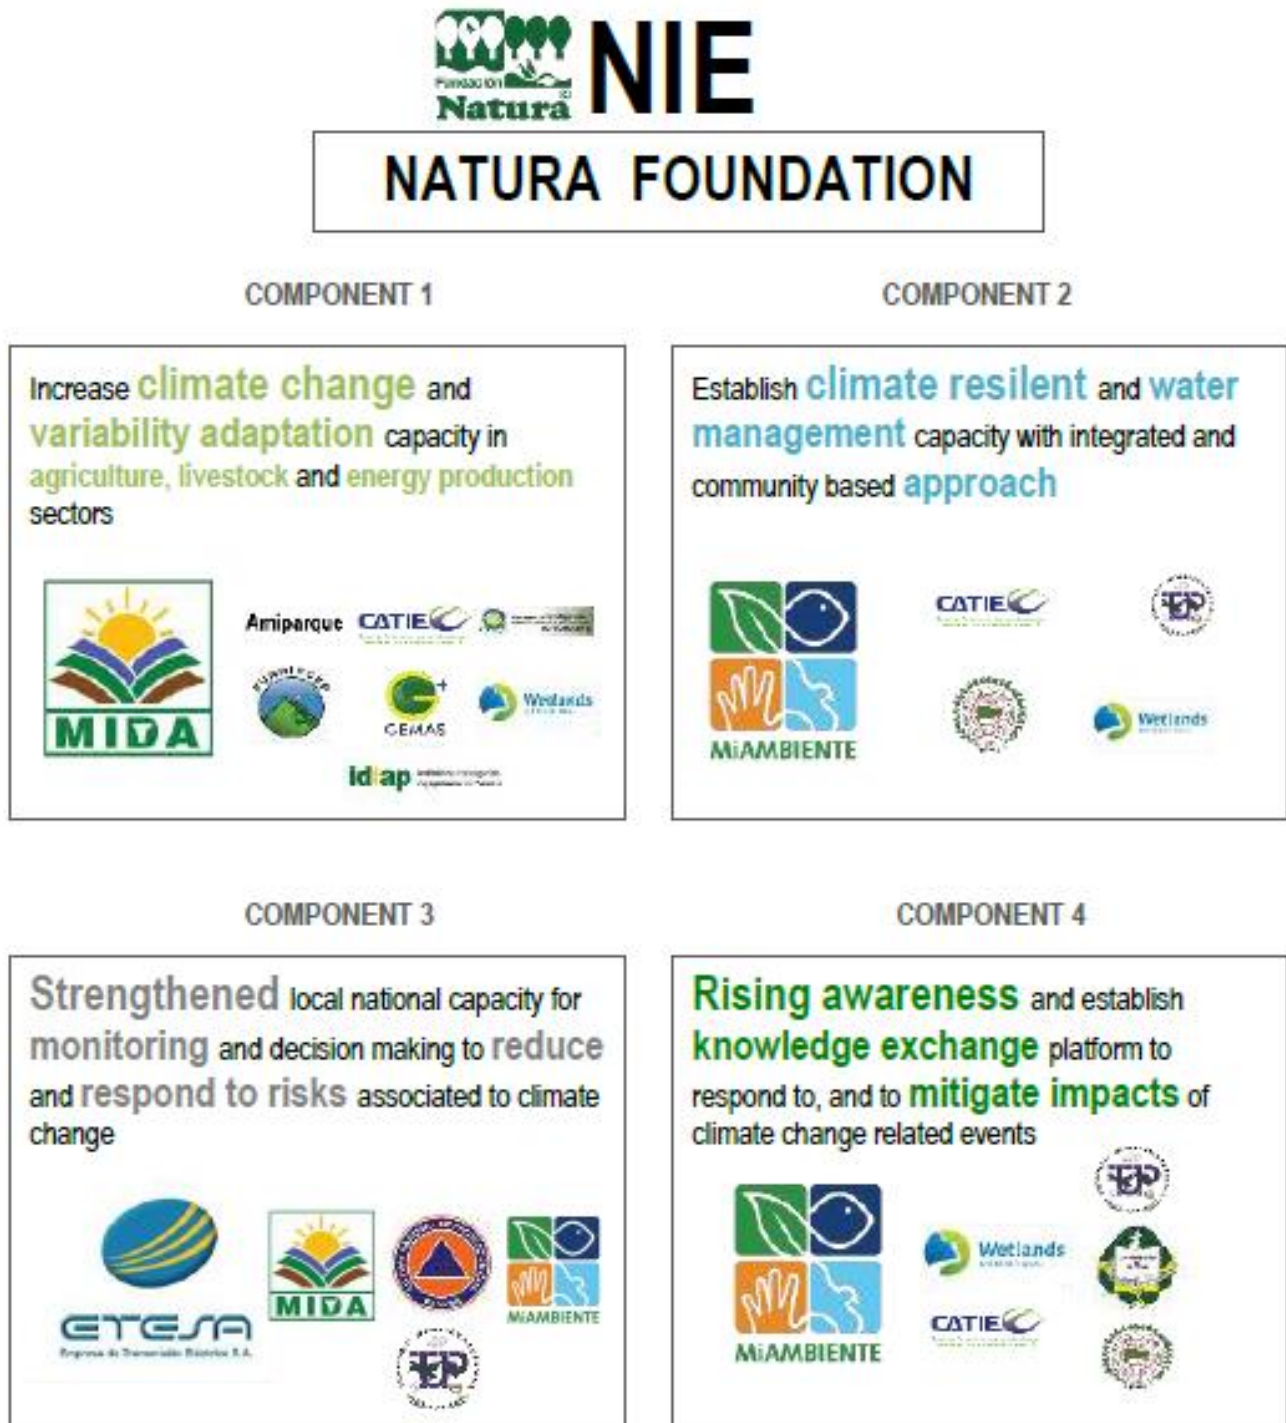 Fundación
Natura
NIE
NATURA FOUNDATION
COMPONENT 1
Increase climate change and
variability adaptation capacity in
agriculture, livestock and energy production
sectors
MIDA
Amiparque
CATIE
CEMAS
Wetlands
idiap
COMPONENT 2
Establish climate resilent and water
management capacity with integrated and
community based approach
MiAMBIENTE
CATIE
Wetlands
COMPONENT 3
Strengthened local national capacity for
monitoring and decision making to reduce
and respond to risks associated to climate
change
ETESA
Empresa de Transmisión Eléctrica S.A.
MIDA
MiAMBIENTE
COMPONENT 4
Rising awareness and establish
knowledge exchange platform to
respond to, and to mitigate impacts of
climate change related events
MiAMBIENTE
Wetlands
CATIE